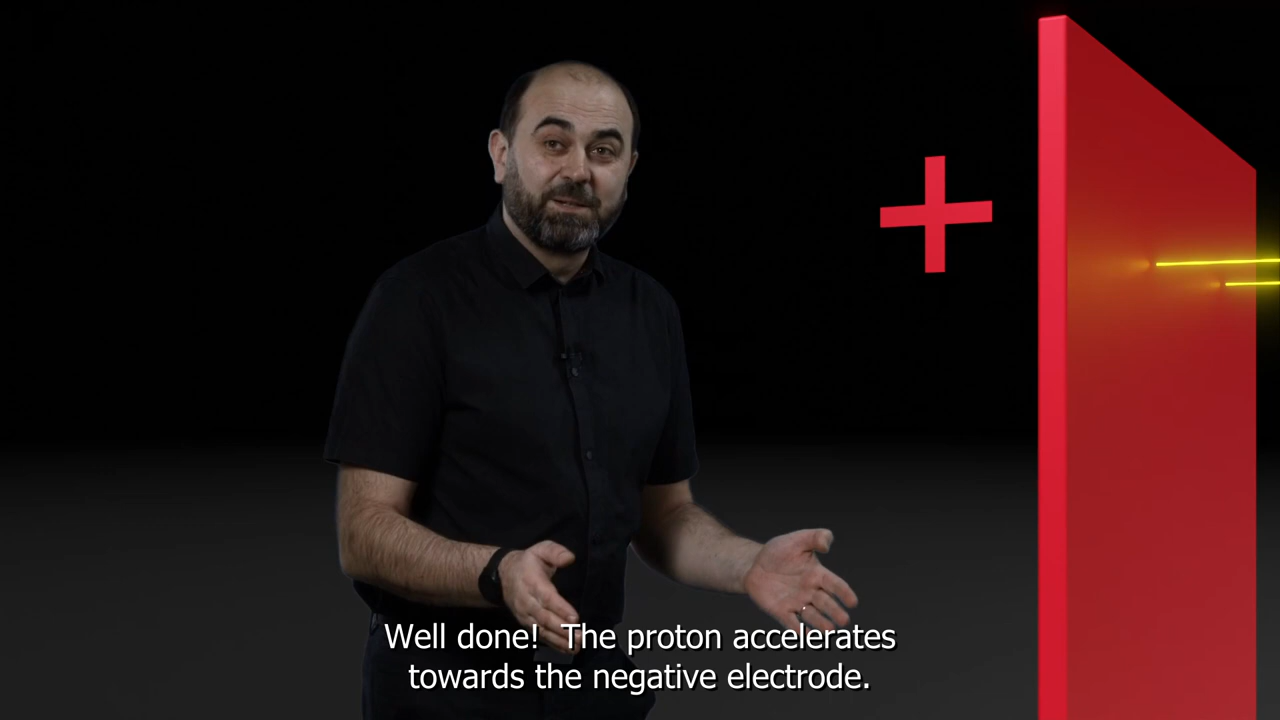 +
Well done!  The proton accelerates
towards the negative electrode.